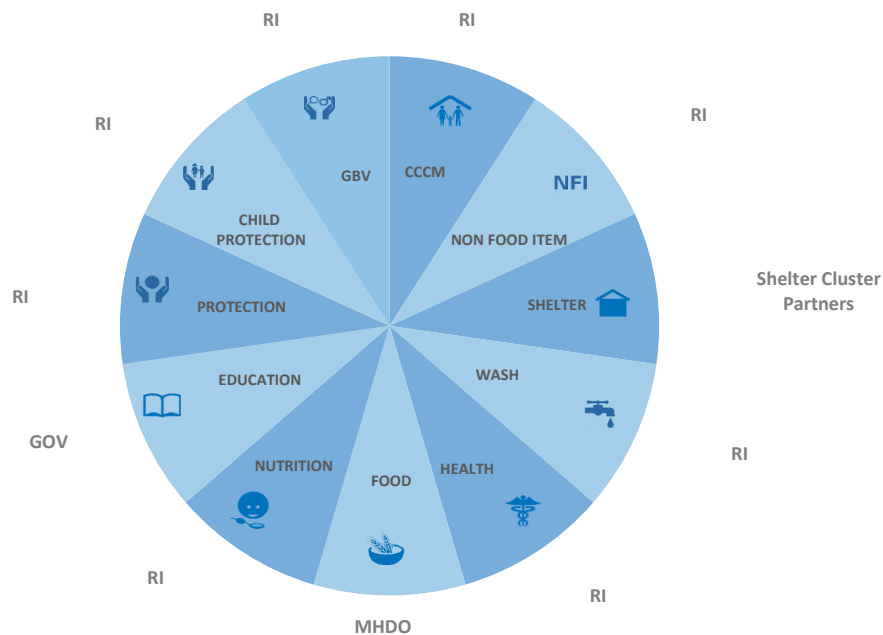 RI
RI
RI
RI
GBV
CCCM
NFI
CHILD
PROTECTION
NON FOOD ITEM
RI
PROTECTION
SHELTER
Shelter Cluster
Partners
EDUCATION
WASH
GOV
RI
NUTRITION
FOOD
HEALTH
RI
RI
MHDO